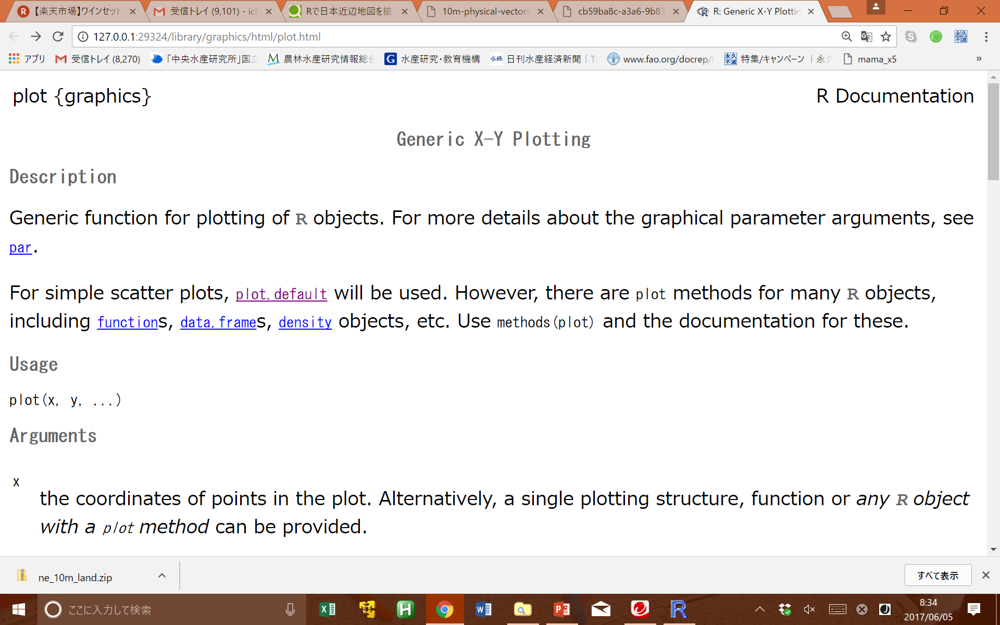 【楽天市場】ワインセット
受信トレイ (9,101) - ich
Rで日本近辺地図を描
10m-physical-vectors
cb59ba8c-a3a6-9b83
R: Generic X-Y Plottin
127.0.0.1:29324/library/graphics/html/plot.html
アプリ
受信トレイ (8,270)
「中央水産研究所」国立
農林水産研究情報総合
水産研究・教育機構
水経 日刊水産経済新聞 | T
www.fao.org/docrep/
永久不滅 特集/キャンペーン | 永久
mama_x5
»
plot {graphics}
R Documentation
Generic X-Y Plotting
Description
Generic function for plotting of R objects. For more details about the graphical parameter arguments, see
par.
For simple scatter plots, plot.default will be used. However, there are plot methods for many R objects,
including functions, data.frames, density objects, etc. Use methods(plot) and the documentation for these.
Usage
plot(x, y, ...)
Arguments
x
the coordinates of points in the plot. Alternatively, a single plotting structure, function or any R object
with a plot method can be provided.
ne_10m_land.zip
すべて表示
ここに入力して検索
8:34
2017/06/05